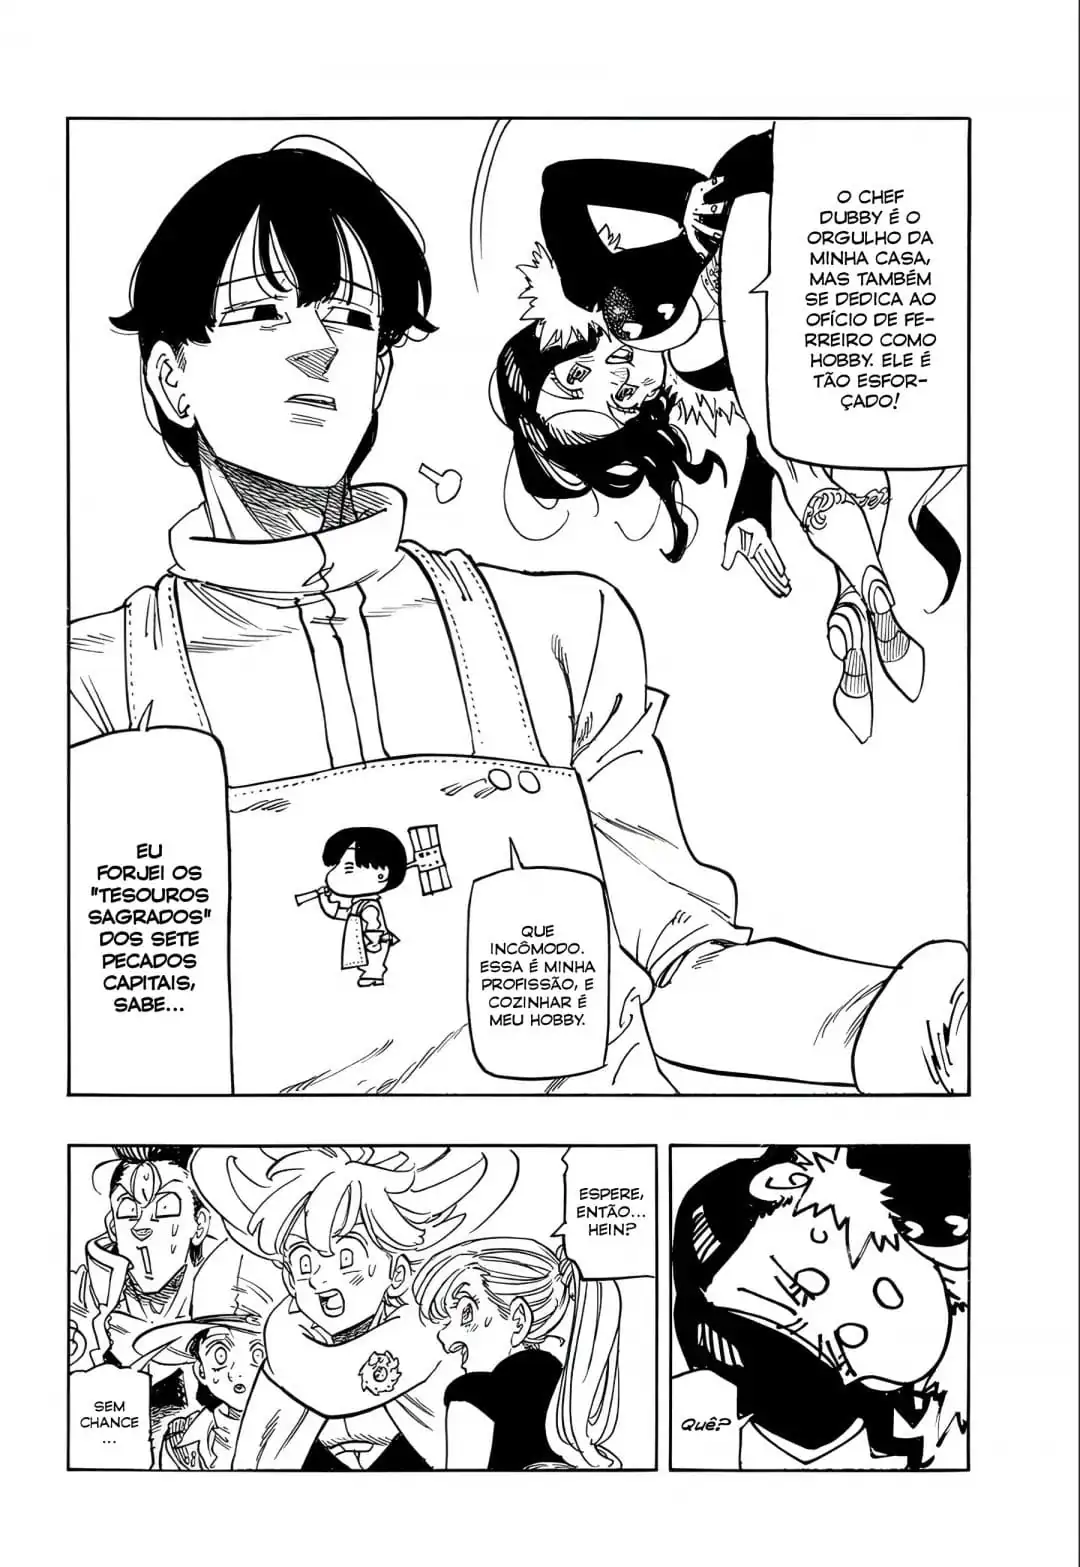 O CHEF
DUBBY É O
ORGULHO DA
MINHA CASA,
MAS TAMBÉM
SE DEDICA AO
OFÍCIO DE FE-
RREIRO COMO
HOBBY. ELE É
TÃO ESFOR-
ÇADO!
QUE
INCÔMODO.
ESSA É MINHA
PROFISSÃO, E
COZINHAR É
MEU HOBBY.
EU
FORJEI OS
"TESOUROS
SAGRADOS"
DOS SETE
PECADOS
CAPITAIS,
SABE...
Quê?
ESPERE,
ENTÃO...
HEIN?
SEM
CHANCE
...